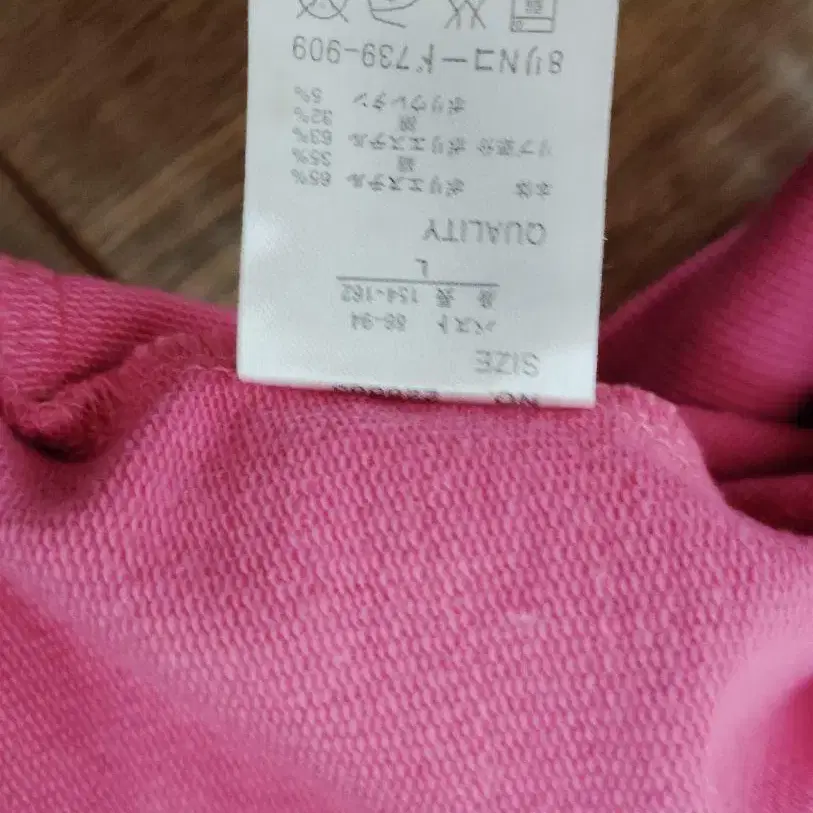 SIZE
バスト 86-94
身長 154-162
L
QUALITY
本体 ポリエステル 65%
綿 35%
リブ部分 ポリエステル 63%
綿 32%
ポリウレタン 5%
8リNコード739-909